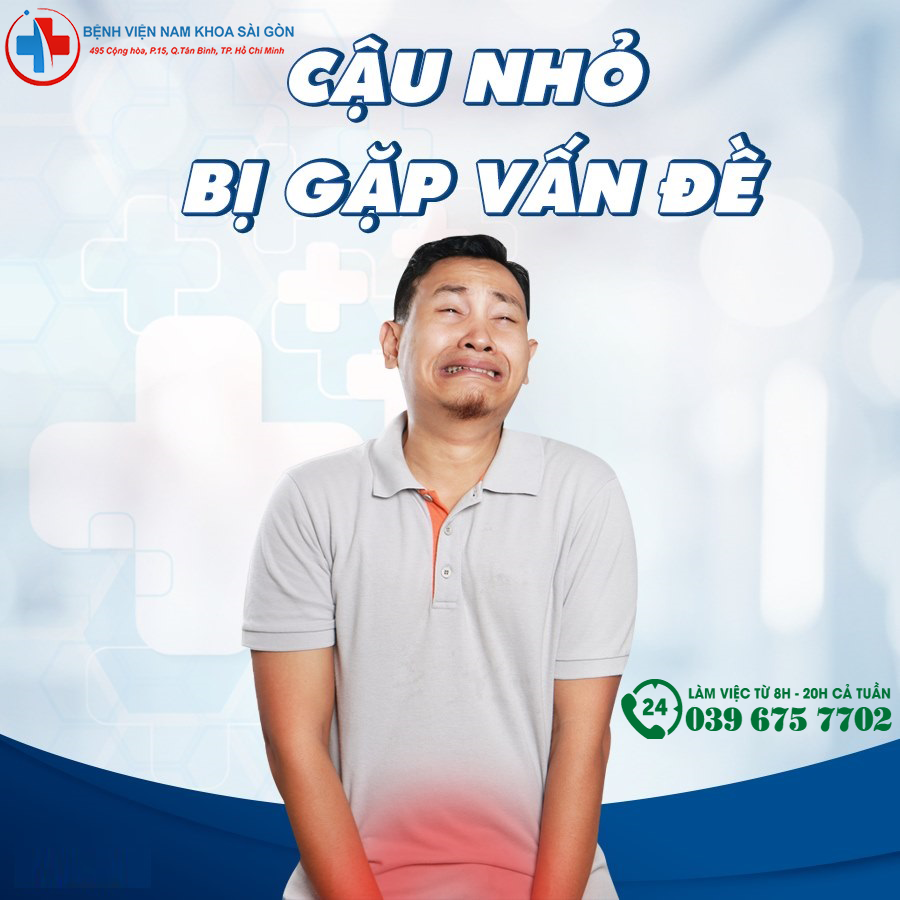 BỆNH VIỆN NAM KHOA SÀI GÒN
495 Cộng hòa, P.15, Q.Tân Bình, TP. Hồ Chí Minh
CẬU NHỎ
BỊ GẶP VẤN ĐỀ
24
LÀM VIỆC TỪ 8H - 20H CẢ TUẦN
039 675 7702